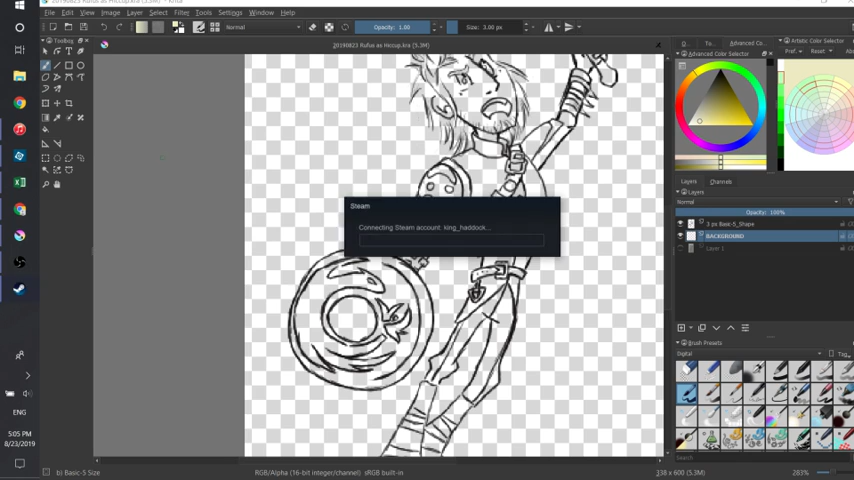 File Edit View Image Layer Select Filter Tools Settings Window Help
Normal
Opacity: 1.00
Size: 3.00 px
Toolbox
20190823 Rufus as Hiccup.kra (5.3M)
Advanced Co...
Artistic Color Selector
Advanced Color Selector
Pref.
Reset
Layers
Channels
Layers
Normal
Opacity: 100%
3 px Basic-5_Shape
BACKGROUND
Layer 1
Steam
Connecting Steam account: king_haddock...
Brush Presets
Digital
Tag
Search
ENG
5:05 PM
8/23/2019
b) Basic-5 Size
RGB/Alpha (16-bit integer/channel) sRGB built-in
338 x 600 (5.3M)
283%